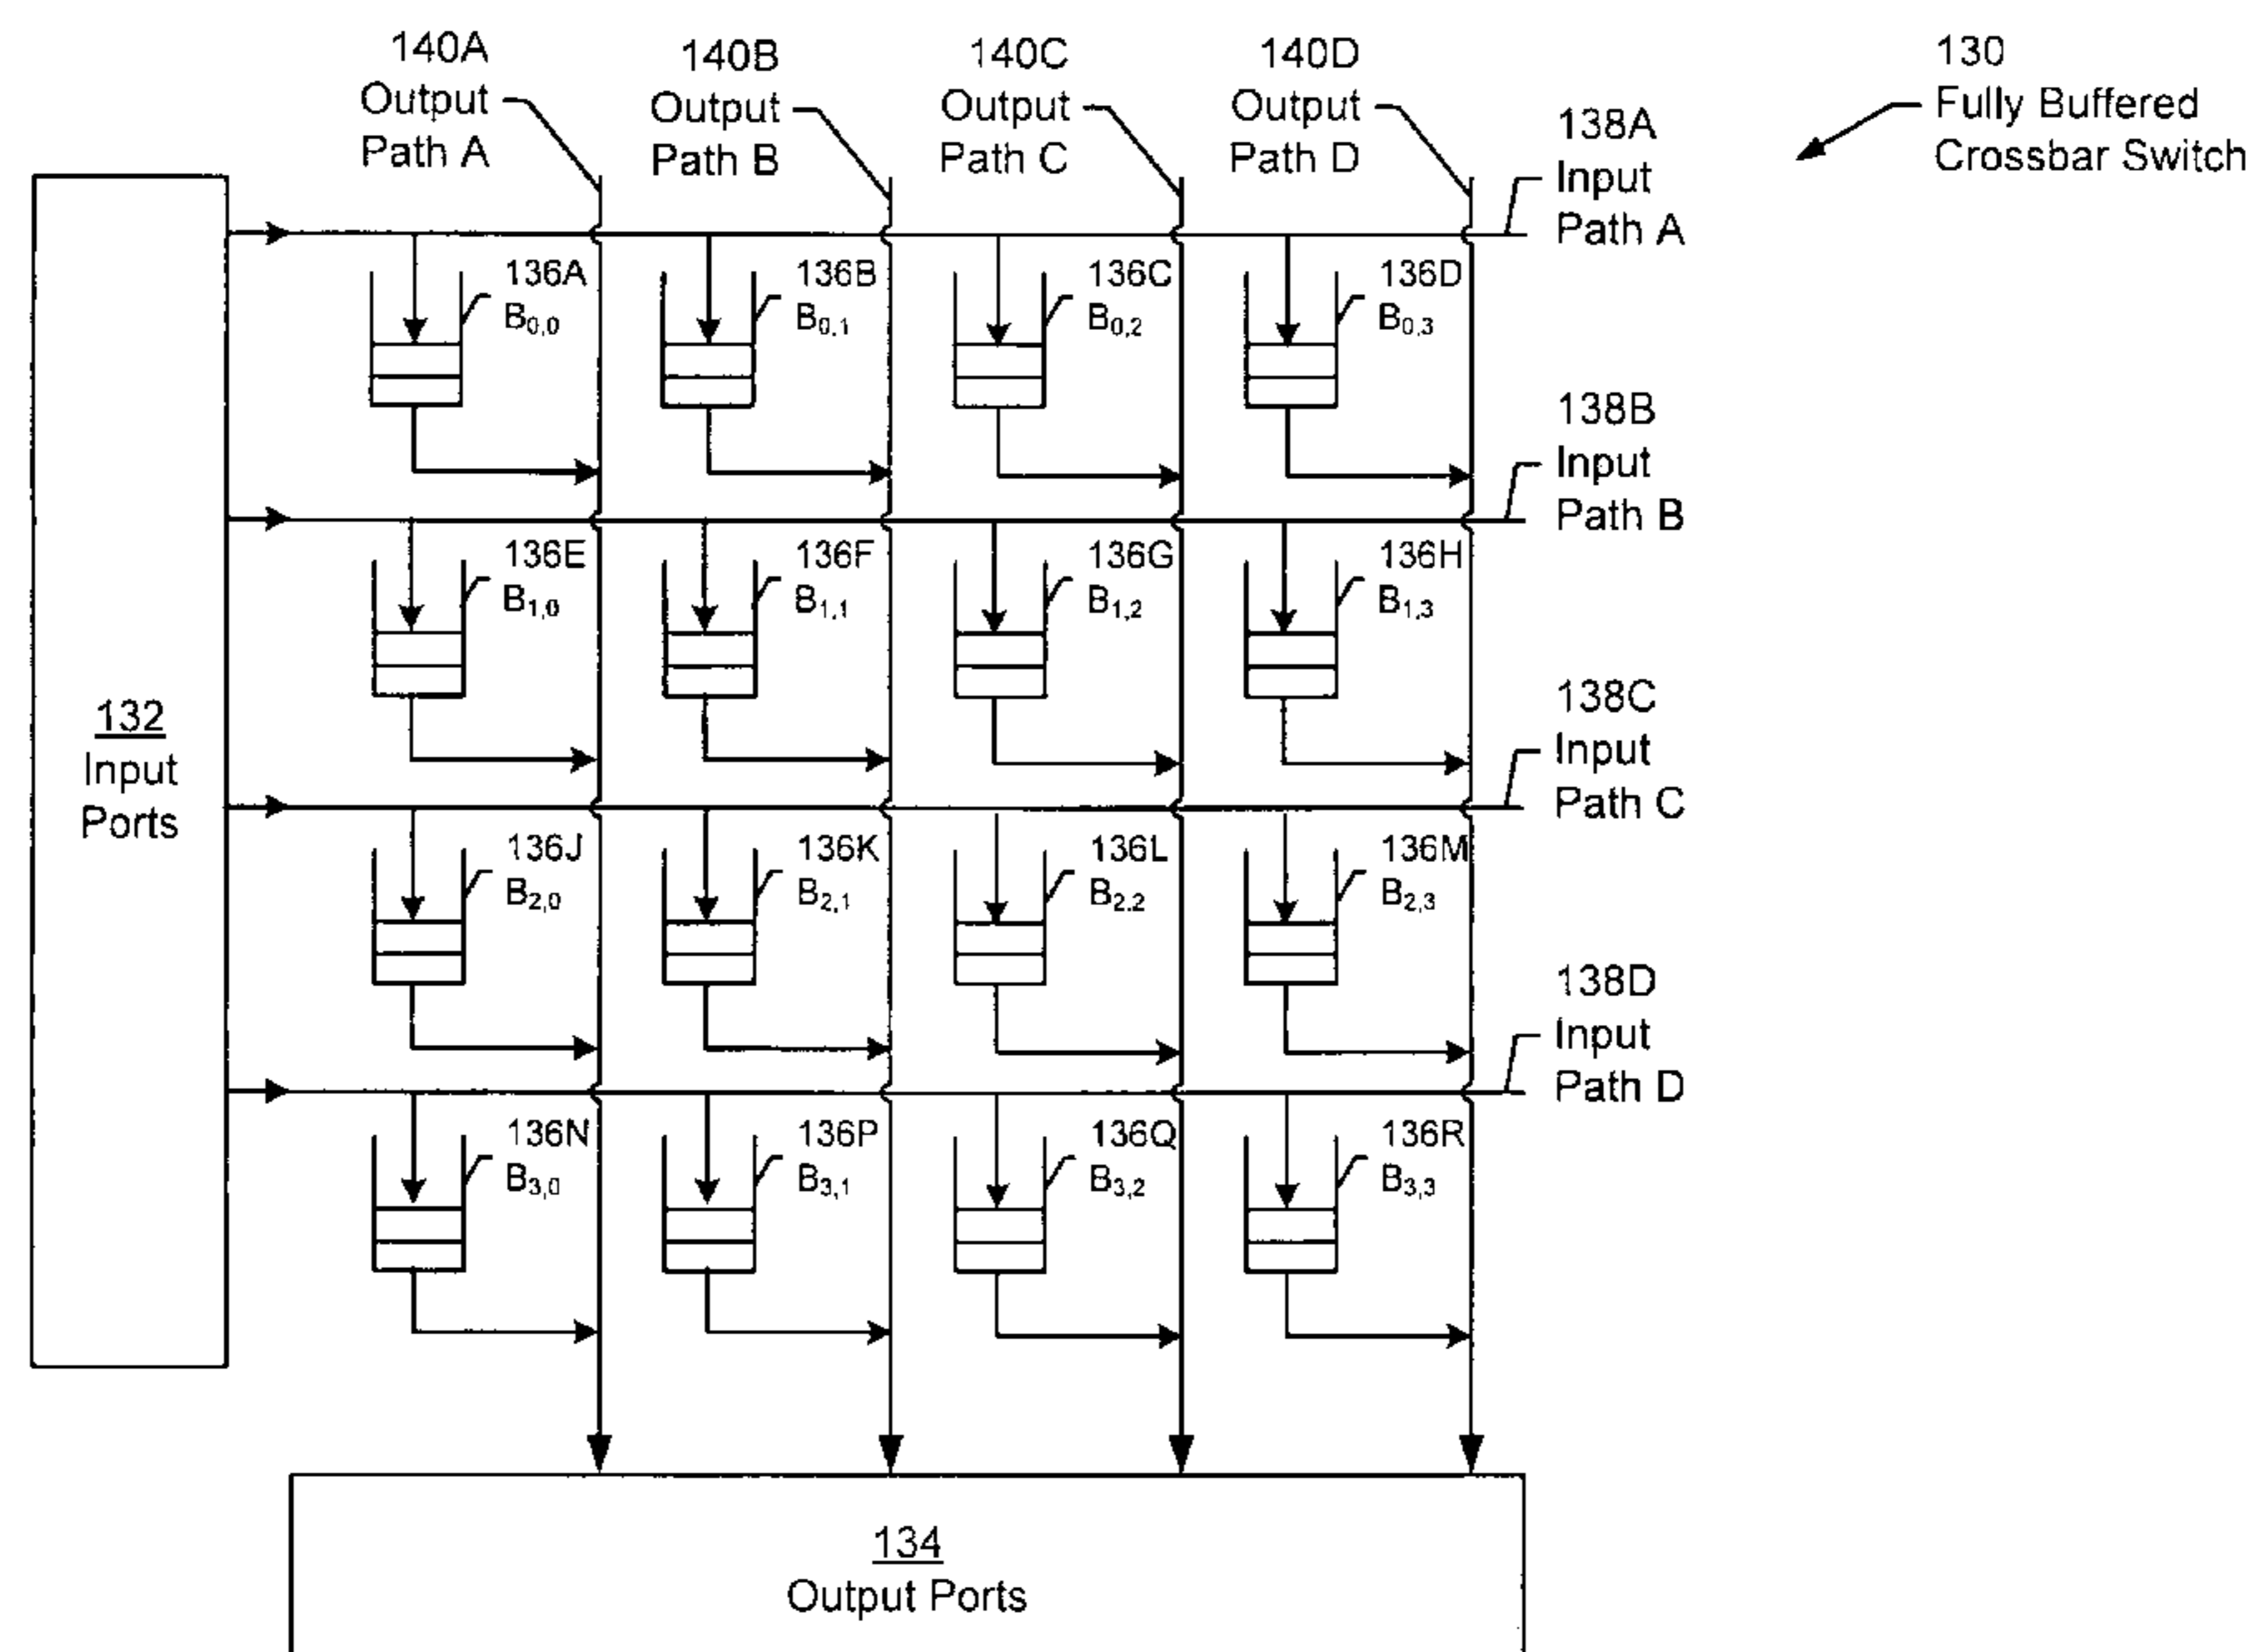 140A
Output
Path A
140B
Output
Path B
140C
Output
Path C
140D
Output
Path D
130
Fully Buffered
Crossbar Switch
138A
Input
Path A
136A
B0,0
136B
B0,1
136C
B0,2
136D
B0,3
138B
Input
Path B
136E
B1,0
136F
B1,1
136G
B1,2
136H
B1,3
132
Input
Ports
138C
Input
Path C
136J
B2,0
136K
B2,1
136L
B2.2
136M
B2,3
138D
Input
Path D
136N
B3,0
136P
B3,1
136Q
B3,2
136R
B3,3
134
Output Ports